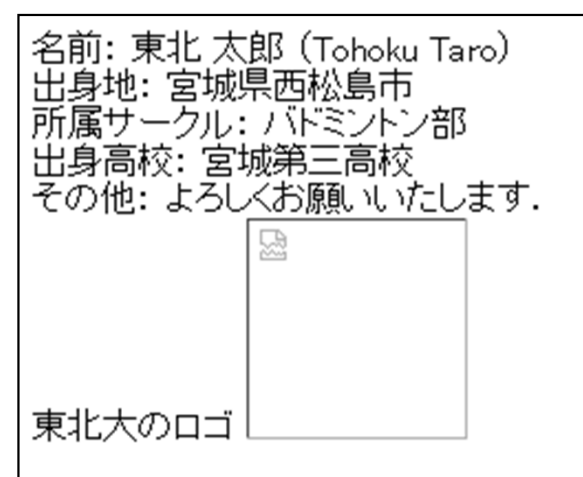 名前: 東北 太郎 (Tohoku Taro)
出身地: 宮城県西松島市
所属サークル: バドミントン部
出身高校: 宮城第三高校
その他: よろしくお願いいたします.
東北大のロゴ